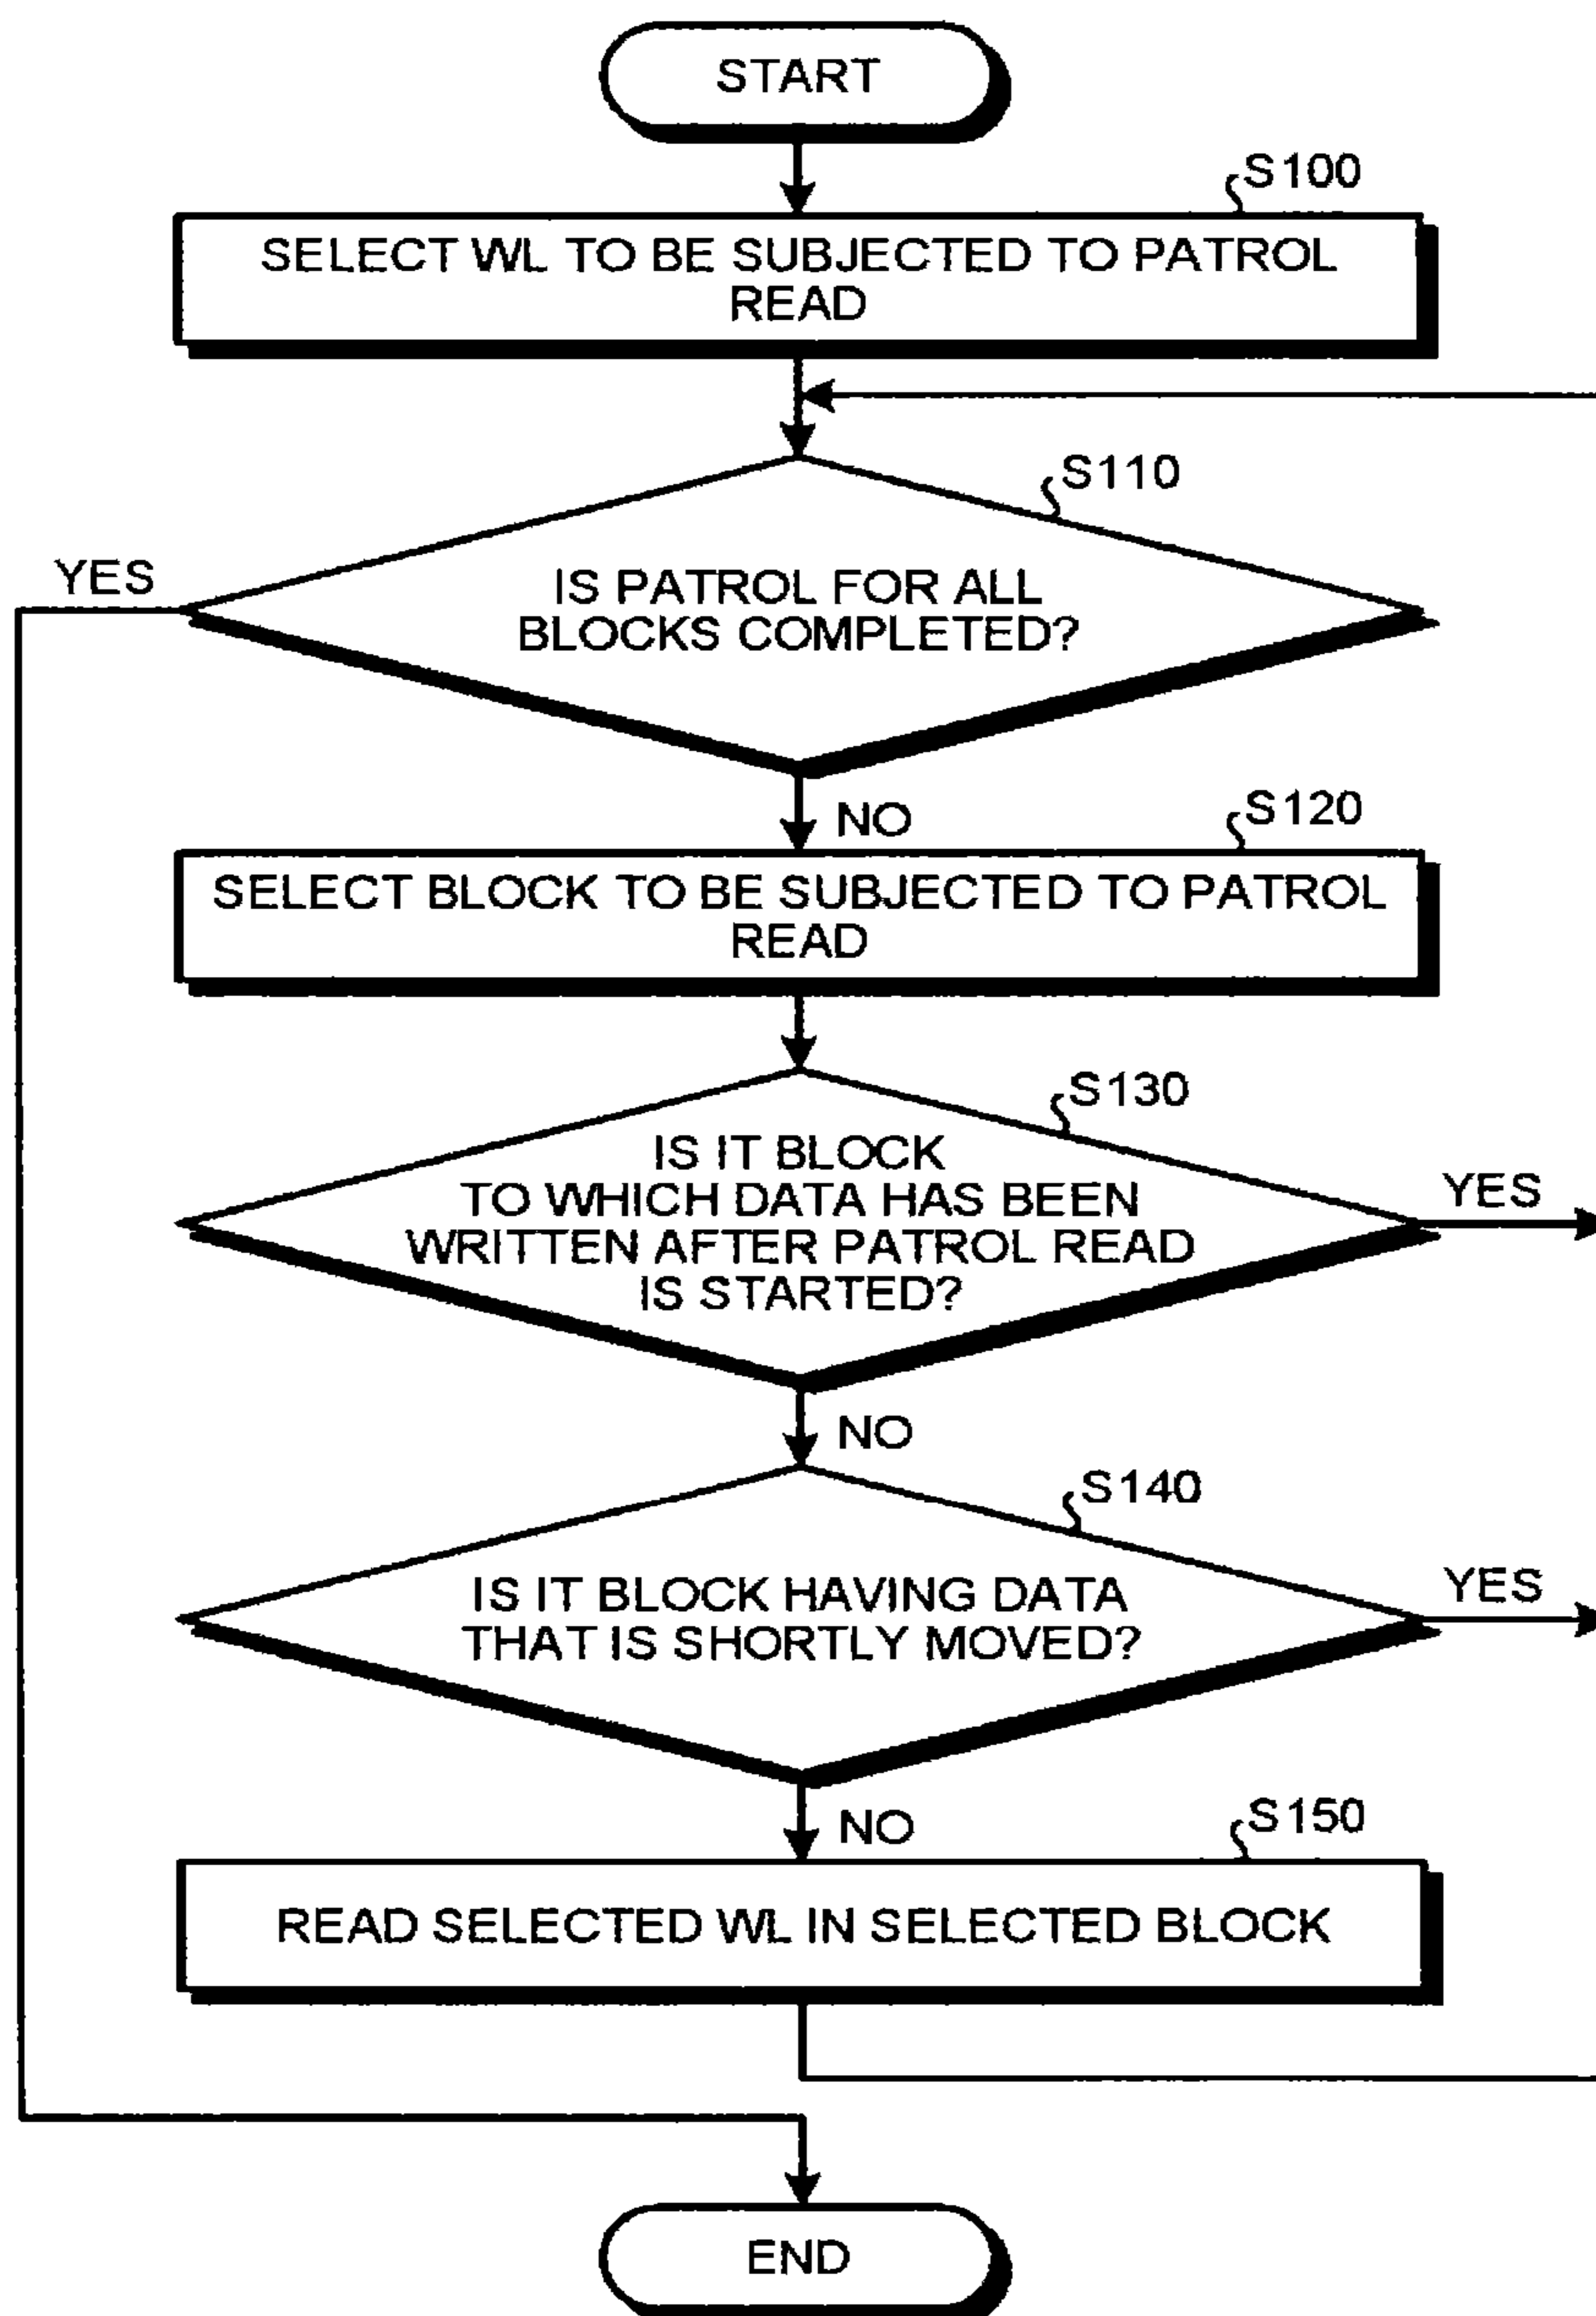 START
S100
SELECT WL TO BE SUBJECTED TO PATROL
READ
S110
YES
IS PATROL FOR ALL
BLOCKS COMPLETED?
NO
S120
SELECT BLOCK TO BE SUBJECTED TO PATROL
READ
S130
IS IT BLOCK
TO WHICH DATA HAS BEEN
WRITTEN AFTER PATROL READ
IS STARTED?
YES
NO
S140
IS IT BLOCK HAVING DATA
THAT IS SHORTLY MOVED?
YES
NO
S150
READ SELECTED WL IN SELECTED BLOCK
END